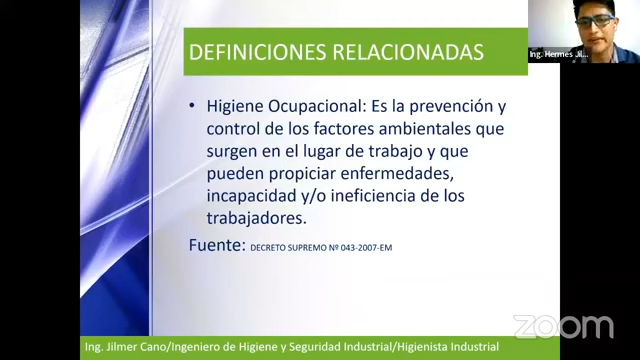 DEFINICIONES RELACIONADAS
Ing. Hermes Jil...
• Higiene Ocupacional: Es la prevención y
control de los factores ambientales que
surgen en el lugar de trabajo y que
pueden propiciar enfermedades,
incapacidad y/o ineficiencia de los
trabajadores.
Fuente: DECRETO SUPREMO Nº 043-2007-EM
zoom
Ing. Jilmer Cano/Ingeniero de Higiene y Seguridad Industrial/Higienista Industrial